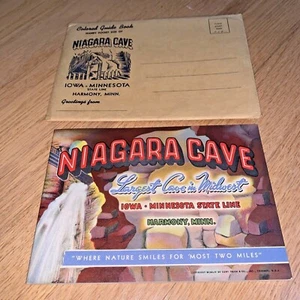 Colored Guide Book
NIAGARA CAVE
IOWA - MINNESOTA
STATE LINE
HARMONY, MINN.
Greetings from
NIAGARA CAVE
Largest Cave in Midwest
IOWA - MINNESOTA STATE LINE
HARMONY, MINN.
"WHERE NATURE SMILES FOR 'MOST TWO MILES"